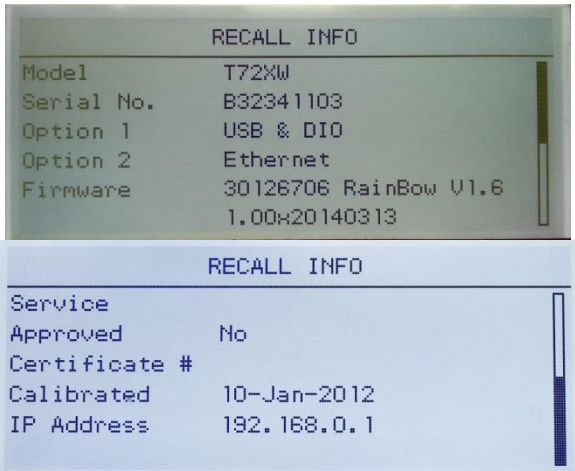 RECALL INFO
Model T72XW
Serial No. B32341103
Option 1 USB & DIO
Option 2 Ethernet
Firmware 30126706 RainBow V1.6
1.00x20140313
RECALL INFO
Service
Approved No
Certificate #
Calibrated 10-Jan-2012
IP Address 192.168.0.1